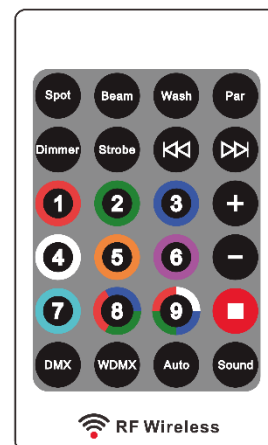 Spot Beam Wash Par
Dimmer Strobe
1 2 3 +
4 5 6 −
7 8 9
DMX WDMX Auto Sound
RF Wireless